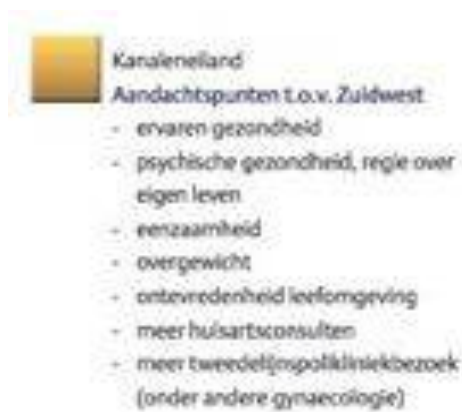 Kanaleneiland
Aandachtspunten t.o.v. Zuidwest
- ervaren gezondheid
- psychische gezondheid, regie over
eigen leven
- eenzaamheid
- overgewicht
- ontevredenheid leefomgeving
- meer huisartsconsulten
- meer tweedelijnspolikliniekbezoek
(onder andere gynaecologie)